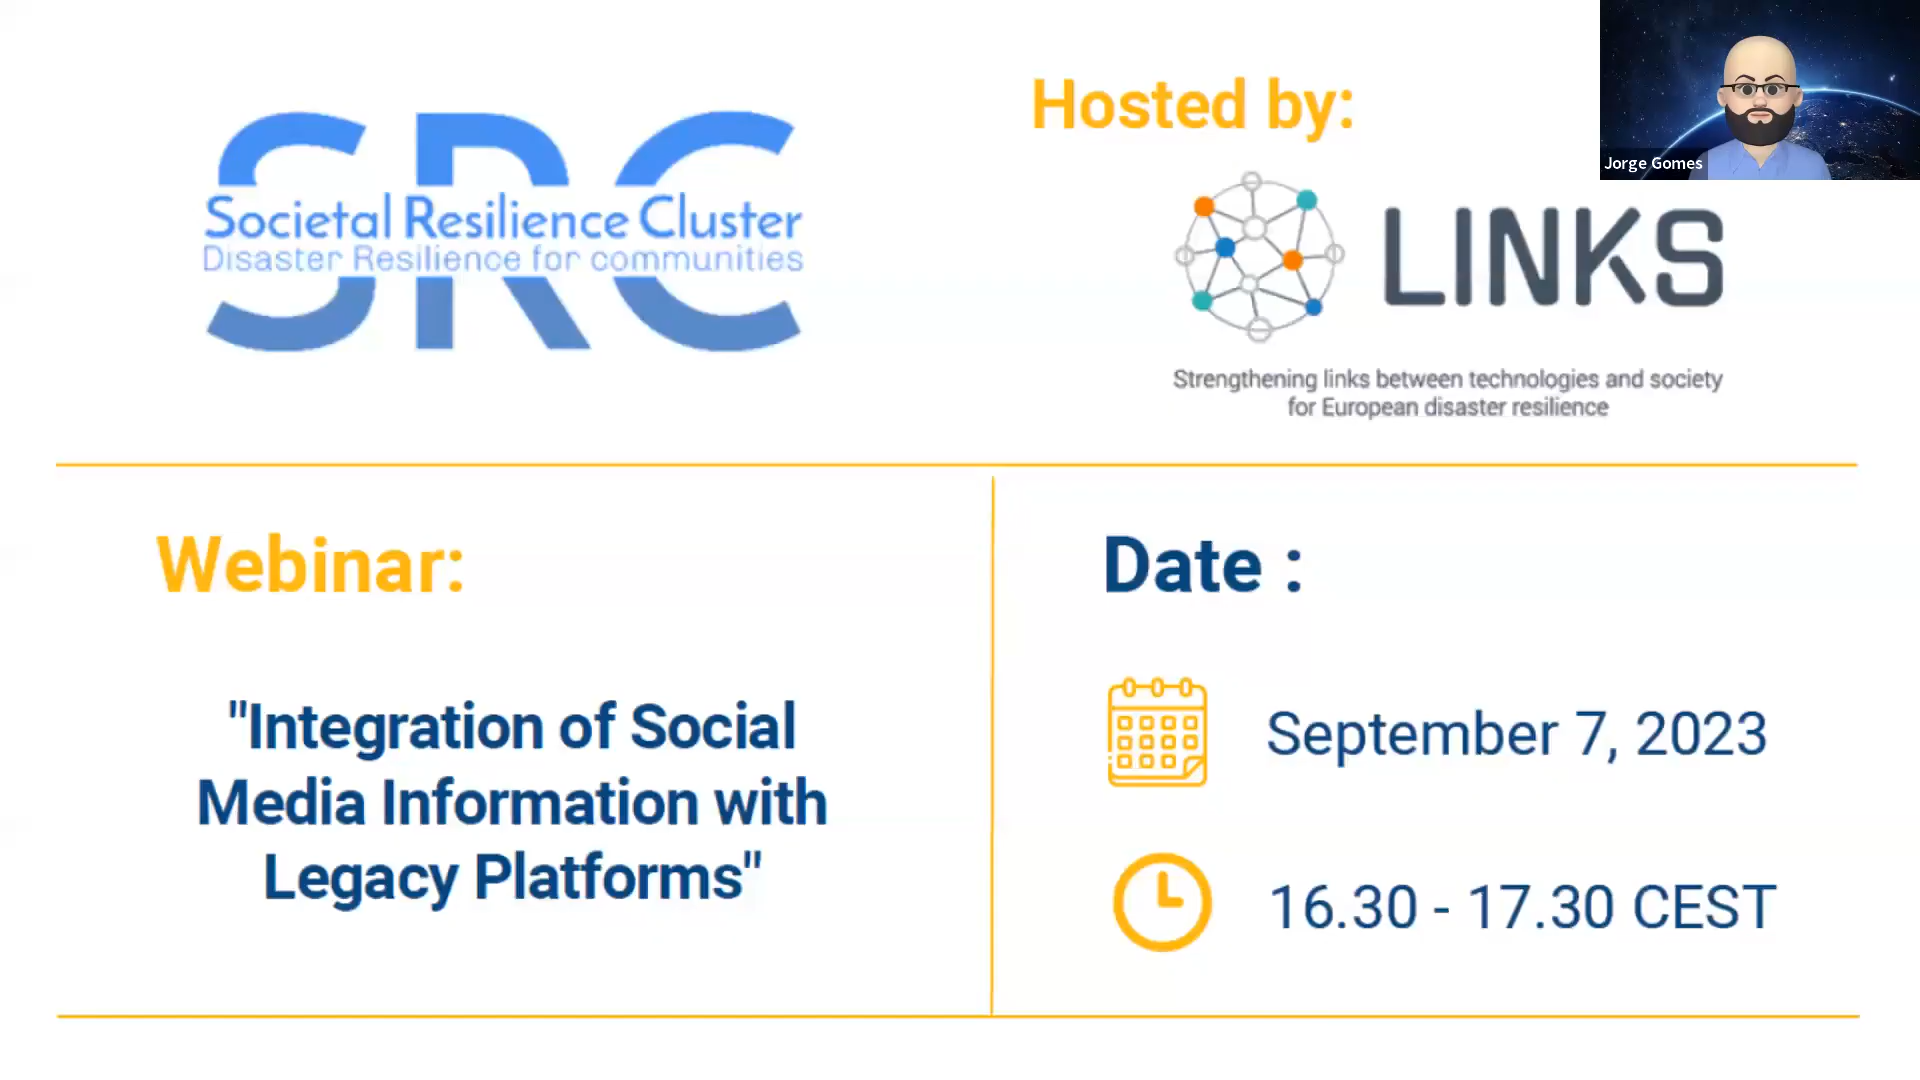 SRC
Societal Resilience Cluster
Disaster Resilience for communities
Hosted by:
Jorge Gomes
LINKS
Strengthening links between technologies and society
for European disaster resilience
Webinar:
"Integration of Social
Media Information with
Legacy Platforms"
Date :
September 7, 2023
16.30 - 17.30 CEST